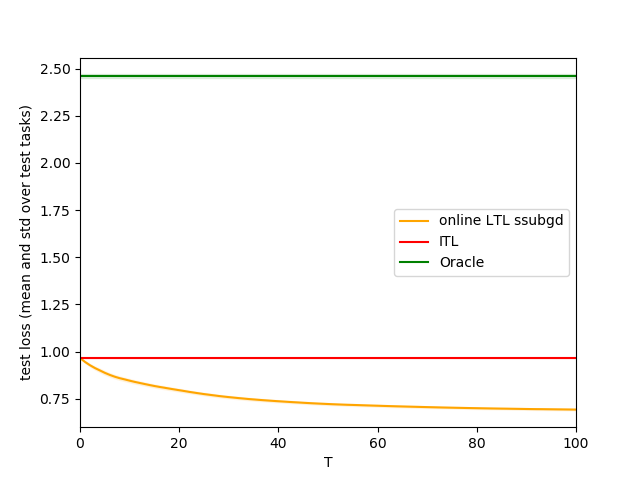 2.50
2.25
2.00
1.75
1.50
1.25
1.00
0.75
test loss (mean and std over test tasks)
online LTL ssubgd
ITL
Oracle
0 20 40 60 80 100
T